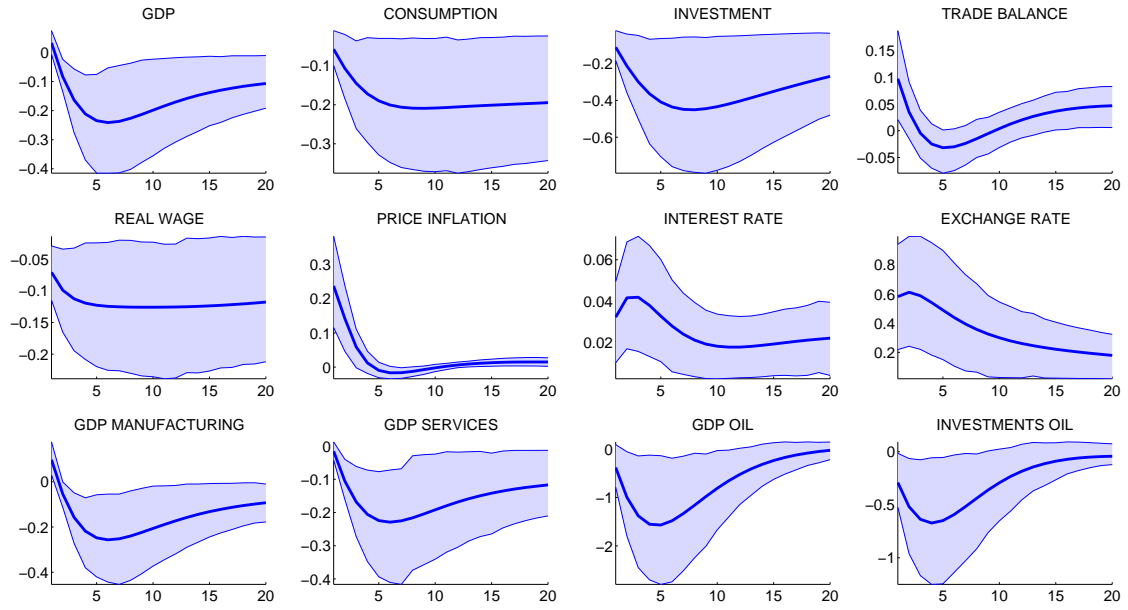 GDP
0
−0.1
−0.2
−0.3
−0.4
5 10 15 20
CONSUMPTION
−0.1
−0.2
−0.3
5 10 15 20
INVESTMENT
−0.2
−0.4
−0.6
5 10 15 20
TRADE BALANCE
0.15
0.1
0.05
0
−0.05
5 10 15 20
REAL WAGE
−0.05
−0.1
−0.15
−0.2
5 10 15 20
PRICE INFLATION
0.3
0.2
0.1
0
5 10 15 20
INTEREST RATE
0.06
0.04
0.02
5 10 15 20
EXCHANGE RATE
0.8
0.6
0.4
0.2
5 10 15 20
GDP MANUFACTURING
0
−0.2
−0.4
5 10 15 20
GDP SERVICES
0
−0.1
−0.2
−0.3
−0.4
5 10 15 20
GDP OIL
0
−1
−2
5 10 15 20
INVESTMENTS OIL
0
−0.5
−1
5 10 15 20